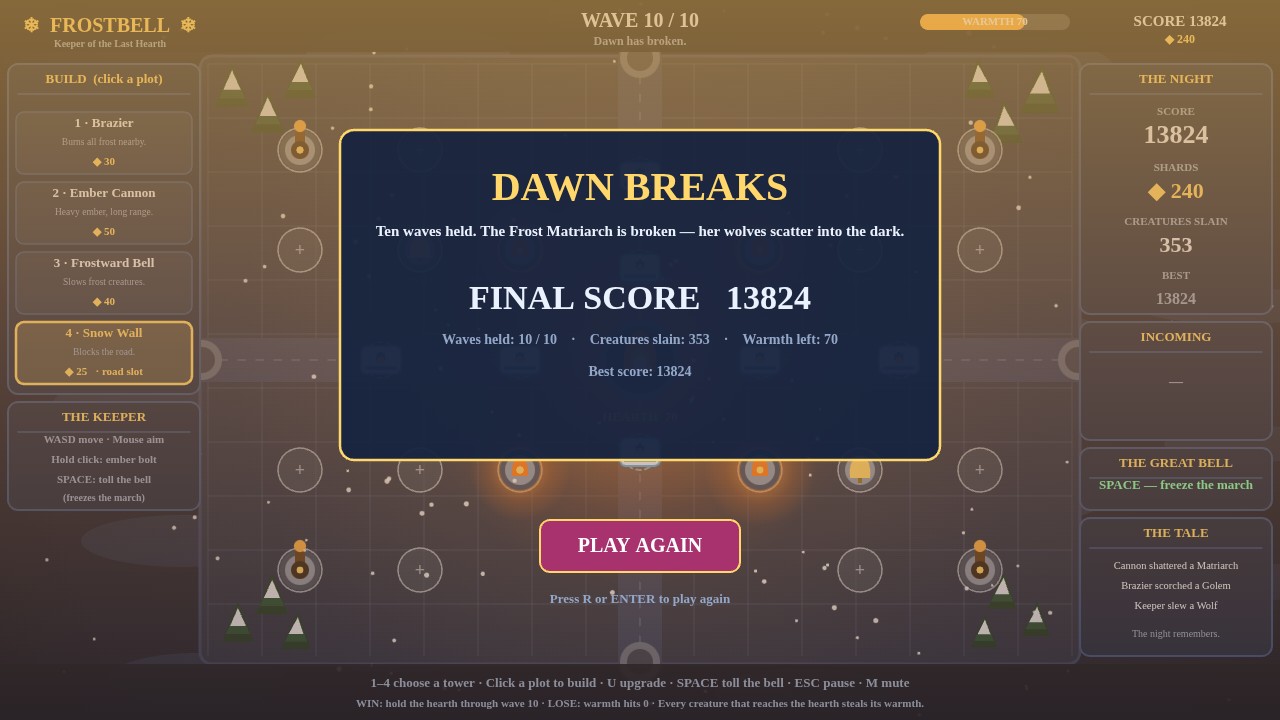 ❄ FROSTBELL ❄
Keeper of the Last Hearth
WAVE 10 / 10
Dawn has broken.
WARMTH 70
SCORE 13824
◆ 240
BUILD (click a plot)
1 · Brazier
Burns all frost nearby.
◆ 30
2 · Ember Cannon
Heavy ember, long range.
◆ 50
3 · Frostward Bell
Slows frost creatures.
◆ 40
4 · Snow Wall
Blocks the road.
◆ 25 · road slot
THE KEEPER
WASD move · Mouse aim
Hold click: ember bolt
SPACE: toll the bell
(freezes the march)
DAWN BREAKS
Ten waves held. The Frost Matriarch is broken — her wolves scatter into the dark.
FINAL SCORE 13824
Waves held: 10 / 10 · Creatures slain: 353 · Warmth left: 70
Best score: 13824
PLAY AGAIN
Press R or ENTER to play again
THE NIGHT
SCORE
13824
SHARDS
◆ 240
CREATURES SLAIN
353
BEST
13824
INCOMING
—
THE GREAT BELL
SPACE — freeze the march
THE TALE
Cannon shattered a Matriarch
Brazier scorched a Golem
Keeper slew a Wolf
The night remembers.
1–4 choose a tower · Click a plot to build · U upgrade · SPACE toll the bell · ESC pause · M mute
WIN: hold the hearth through wave 10 · LOSE: warmth hits 0 · Every creature that reaches the hearth steals its warmth.